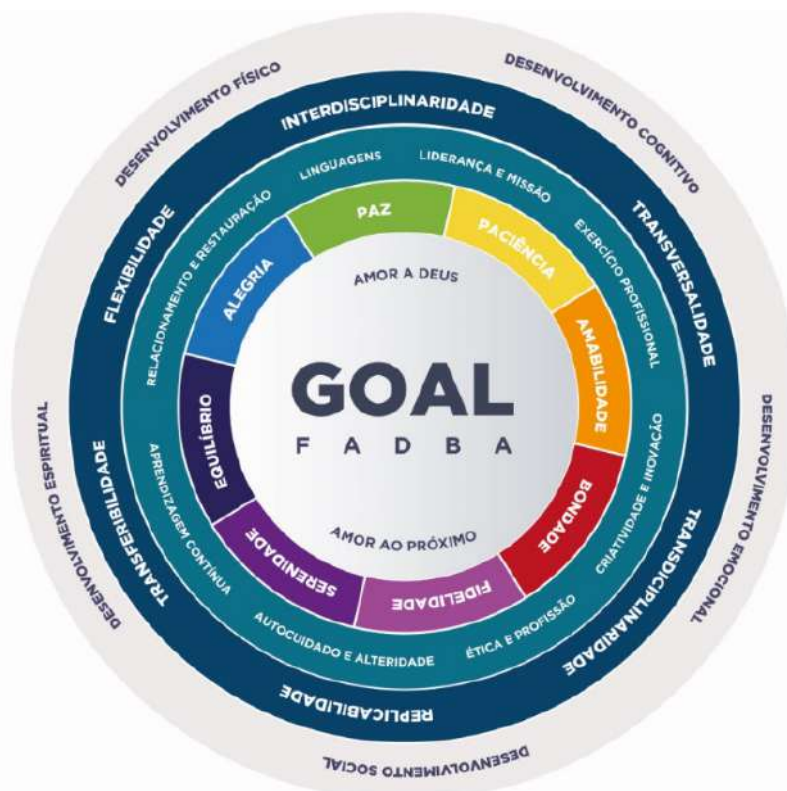 DESENVOLVIMENTO FÍSICO
DESENVOLVIMENTO COGNITIVO
DESENVOLVIMENTO EMOCIONAL
DESENVOLVIMENTO SOCIAL
DESENVOLVIMENTO ESPIRITUAL
INTERDISCIPLINARIDADE
TRANSVERSALIDADE
TRANSDICIPLINARIDADE
REPLICABILIDADE
TRANSFERIBILIDADE
FLEXIBILIDADE
LINGUAGENS
LIDERANÇA E MISSÃO
EXERCÍCIO PROFISSIONAL
CRIATIVIDADE E INOVAÇÃO
ÉTICA E PROFISSÃO
AUTOCUIDADO E ALTERIDADE
APRENDIZAGEM CONTÍNUA
RELACIONAMENTO E RESTAURAÇÃO
PAZ
PACIÊNCIA
AMABILIDADE
BONDADE
FIDELIDADE
SERENIDADE
EQUILÍBRIO
ALEGRIA
AMOR A DEUS
GOAL
FADBA
AMOR AO PRÓXIMO